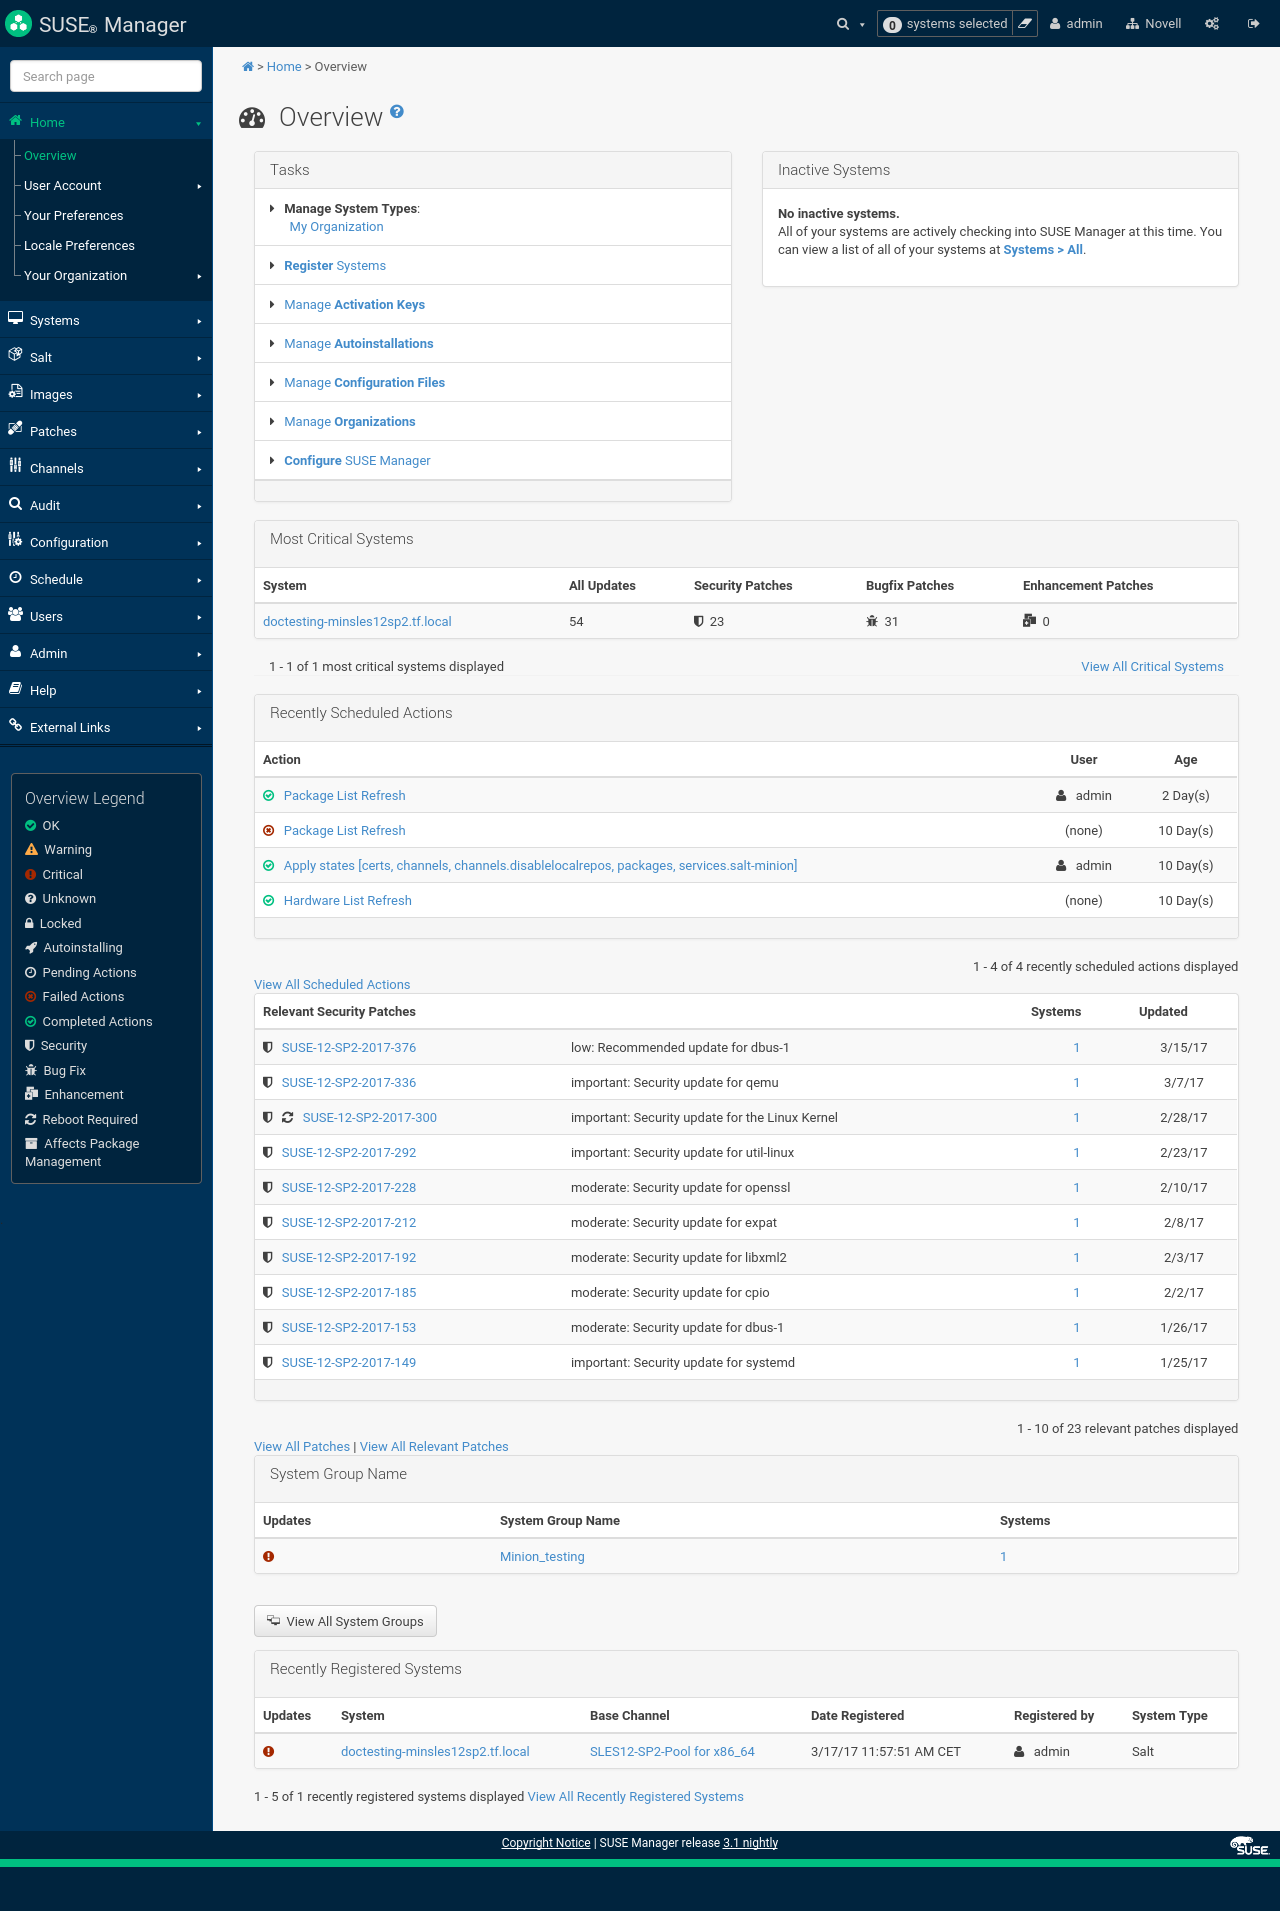 SUSE® Manager
0 systems selected
admin
Novell
Search page
Home
Overview
User Account
Your Preferences
Locale Preferences
Your Organization
Systems
Salt
Images
Patches
Channels
Audit
Configuration
Schedule
Users
Admin
Help
External Links
Overview Legend
OK
Warning
Critical
Unknown
Locked
Autoinstalling
Pending Actions
Failed Actions
Completed Actions
Security
Bug Fix
Enhancement
Reboot Required
Affects Package
Management
> Home > Overview
Overview
Tasks
Manage System Types:
My Organization
Register Systems
Manage Activation Keys
Manage Autoinstallations
Manage Configuration Files
Manage Organizations
Configure SUSE Manager
Inactive Systems
No inactive systems.
All of your systems are actively checking into SUSE Manager at this time. You
can view a list of all of your systems at Systems > All.
Most Critical Systems
System All Updates Security Patches Bugfix Patches Enhancement Patches
doctesting-minsles12sp2.tf.local 54 23 31 0
1 - 1 of 1 most critical systems displayed View All Critical Systems
Recently Scheduled Actions
Action User Age
Package List Refresh admin 2 Day(s)
Package List Refresh (none) 10 Day(s)
Apply states [certs, channels, channels.disablelocalrepos, packages, services.salt-minion] admin 10 Day(s)
Hardware List Refresh (none) 10 Day(s)
1 - 4 of 4 recently scheduled actions displayed
View All Scheduled Actions
Relevant Security Patches Systems Updated
SUSE-12-SP2-2017-376 low: Recommended update for dbus-1 1 3/15/17
SUSE-12-SP2-2017-336 important: Security update for qemu 1 3/7/17
SUSE-12-SP2-2017-300 important: Security update for the Linux Kernel 1 2/28/17
SUSE-12-SP2-2017-292 important: Security update for util-linux 1 2/23/17
SUSE-12-SP2-2017-228 moderate: Security update for openssl 1 2/10/17
SUSE-12-SP2-2017-212 moderate: Security update for expat 1 2/8/17
SUSE-12-SP2-2017-192 moderate: Security update for libxml2 1 2/3/17
SUSE-12-SP2-2017-185 moderate: Security update for cpio 1 2/2/17
SUSE-12-SP2-2017-153 moderate: Security update for dbus-1 1 1/26/17
SUSE-12-SP2-2017-149 important: Security update for systemd 1 1/25/17
1 - 10 of 23 relevant patches displayed
View All Patches | View All Relevant Patches
System Group Name
Updates System Group Name Systems
Minion_testing 1
View All System Groups
Recently Registered Systems
Updates System Base Channel Date Registered Registered by System Type
doctesting-minsles12sp2.tf.local SLES12-SP2-Pool for x86_64 3/17/17 11:57:51 AM CET admin Salt
1 - 5 of 1 recently registered systems displayed View All Recently Registered Systems
Copyright Notice | SUSE Manager release 3.1 nightly
SUSE